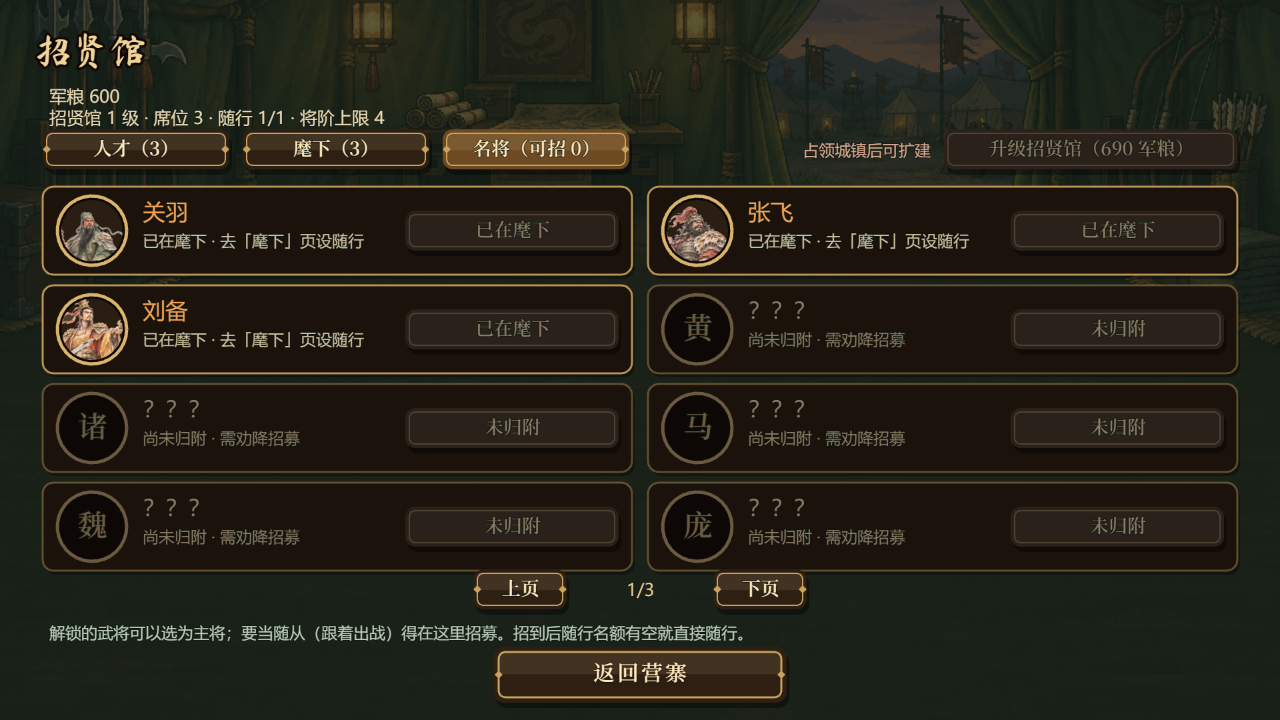 招贤馆
军粮 600
招贤馆 1 级 · 席位 3 · 随行 1/1 · 将阶上限 4
人才（3）
麾下（3）
名将（可招 0）
占领城镇后可扩建
升级招贤馆（690 军粮）
关羽
已在麾下 · 去「麾下」页设随行
已在麾下
张飞
已在麾下 · 去「麾下」页设随行
已在麾下
刘备
已在麾下 · 去「麾下」页设随行
已在麾下
黄
？？？
尚未归附 · 需劝降招募
未归附
诸
？？？
尚未归附 · 需劝降招募
未归附
马
？？？
尚未归附 · 需劝降招募
未归附
魏
？？？
尚未归附 · 需劝降招募
未归附
庞
？？？
尚未归附 · 需劝降招募
未归附
上页
1/3
下页
解锁的武将可以选为主将；要当随从（跟着出战）得在这里招募。招到后随行名额有空就直接随行。
返回营寨